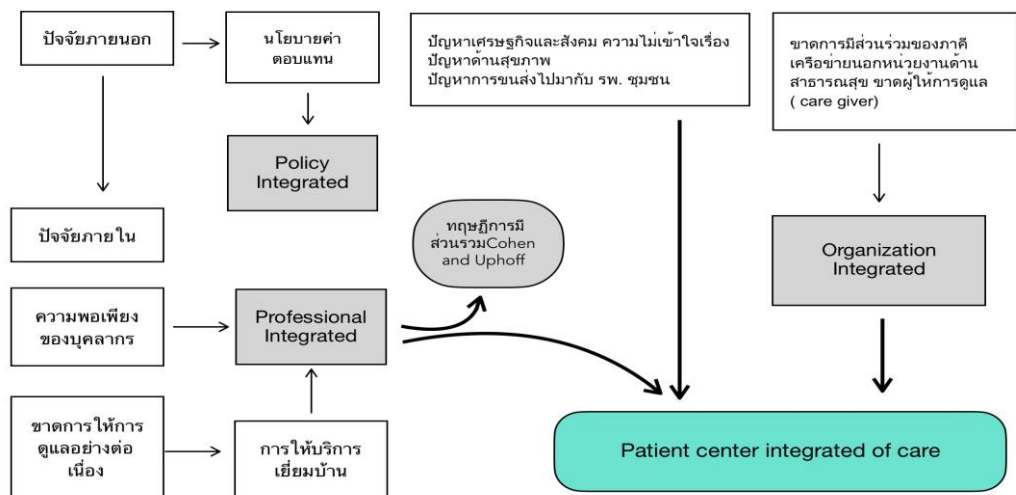 ปัจจัยภายนอก
นโยบายค่า
ตอบแทน
ปัญหาเศรษฐกิจและสังคม ความไม่เข้าใจเรื่อง
ปัญหาด้านสุขภาพ
ปัญหาการขนส่งไปมากับ รพ. ชุมชน
ขาดการมีส่วนร่วมของภาคี
เครือข่ายนอกหน่วยงานด้าน
สาธารณสุข ขาดผู้ให้การดูแล
( care giver)
Policy
Integrated
ปัจจัยภายใน
ทฤษฏีการมี
ส่วนรวมCohen
and Uphoff
Organization
Integrated
ความพอเพียง
ของบุคลากร
Professional
Integrated
ขาดการให้การ
ดูแลอย่างต่อ
เนื่อง
การให้บริการ
เยี่ยมบ้าน
Patient center integrated of care